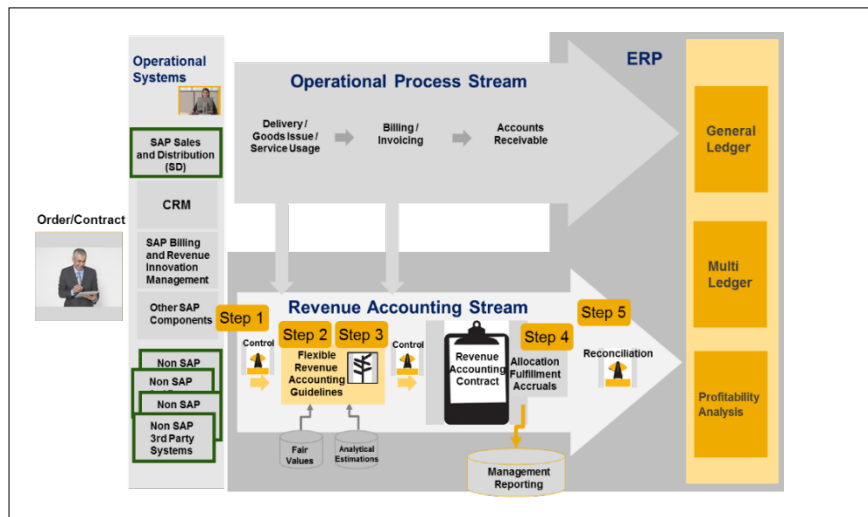 Operational
Systems
ERP
Operational Process Stream
Delivery /
Goods Issue /
Service Usage
Billing /
Invoicing
Accounts
Receivable
General
Ledger
SAP Sales
and Distribution
(SD)
CRM
Order/Contract
SAP Billing
and Revenue
Innovation
Management
Multi
Ledger
Other SAP
Components
Revenue Accounting Stream
Step 1
Step 2
Step 3
Step 4
Step 5
Control
Flexible
Revenue
Accounting
Guidelines
Control
Revenue
Accounting
Contract
Allocation
Fulfillment
Accruals
Reconciliation
Profitability
Analysis
Non SAP
Non SAP
Non SAP
Non SAP
3rd Party
Systems
Fair
Values
Analytical
Estimations
Management
Reporting